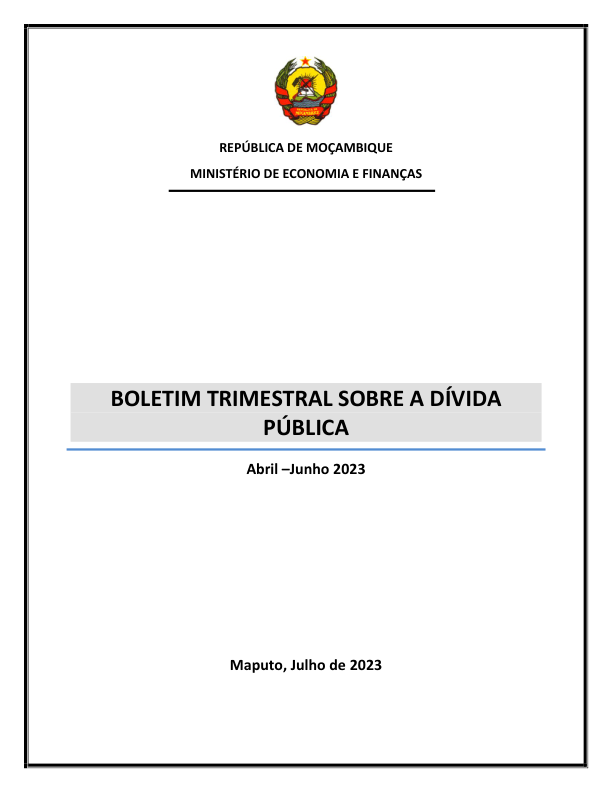 REPÚBLICA DE MOÇAMBIQUE
MINISTÉRIO DE ECONOMIA E FINANÇAS
BOLETIM TRIMESTRAL SOBRE A DÍVIDA
PÚBLICA
Abril –Junho 2023
Maputo, Julho de 2023